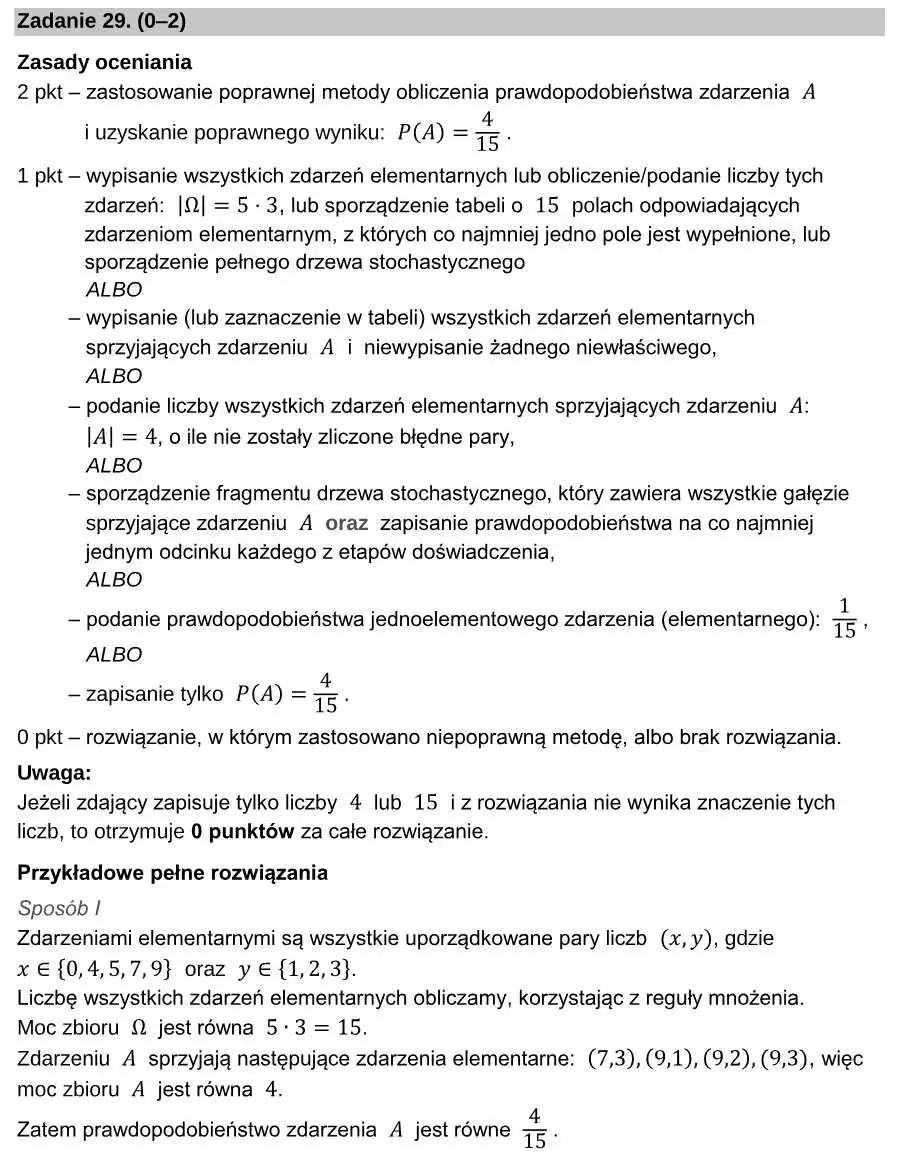 Zadanie 29. (0–2)
Zasady oceniania
2 pkt – zastosowanie poprawnej metody obliczenia prawdopodobieństwa zdarzenia A
i uzyskanie poprawnego wyniku: P(A) = 4/15 .
1 pkt – wypisanie wszystkich zdarzeń elementarnych lub obliczenie/podanie liczby tych
zdarzeń: |Ω| = 5 · 3, lub sporządzenie tabeli o 15 polach odpowiadających
zdarzeniom elementarnym, z których co najmniej jedno pole jest wypełnione, lub
sporządzenie pełnego drzewa stochastycznego
ALBO
– wypisanie (lub zaznaczenie w tabeli) wszystkich zdarzeń elementarnych
sprzyjających zdarzeniu A i niewypisanie żadnego niewłaściwego,
ALBO
– podanie liczby wszystkich zdarzeń elementarnych sprzyjających zdarzeniu A:
|A| = 4, o ile nie zostały zliczone błędne pary,
ALBO
– sporządzenie fragmentu drzewa stochastycznego, który zawiera wszystkie gałęzie
sprzyjające zdarzeniu A oraz zapisanie prawdopodobieństwa na co najmniej
jednym odcinku każdego z etapów doświadczenia,
ALBO
– podanie prawdopodobieństwa jednoelementowego zdarzenia (elementarnego): 1/15 ,
ALBO
– zapisanie tylko P(A) = 4/15 .
0 pkt – rozwiązanie, w którym zastosowano niepoprawną metodę, albo brak rozwiązania.
Uwaga:
Jeżeli zdający zapisuje tylko liczby 4 lub 15 i z rozwiązania nie wynika znaczenie tych
liczb, to otrzymuje 0 punktów za całe rozwiązanie.
Przykładowe pełne rozwiązania
Sposób I
Zdarzeniami elementarnymi są wszystkie uporządkowane pary liczb (x, y), gdzie
x ∈ {0, 4, 5, 7, 9} oraz y ∈ {1, 2, 3}.
Liczbę wszystkich zdarzeń elementarnych obliczamy, korzystając z reguły mnożenia.
Moc zbioru Ω jest równa 5 · 3 = 15.
Zdarzeniu A sprzyjają następujące zdarzenia elementarne: (7,3), (9,1), (9,2), (9,3), więc
moc zbioru A jest równa 4.
Zatem prawdopodobieństwo zdarzenia A jest równe 4/15 .